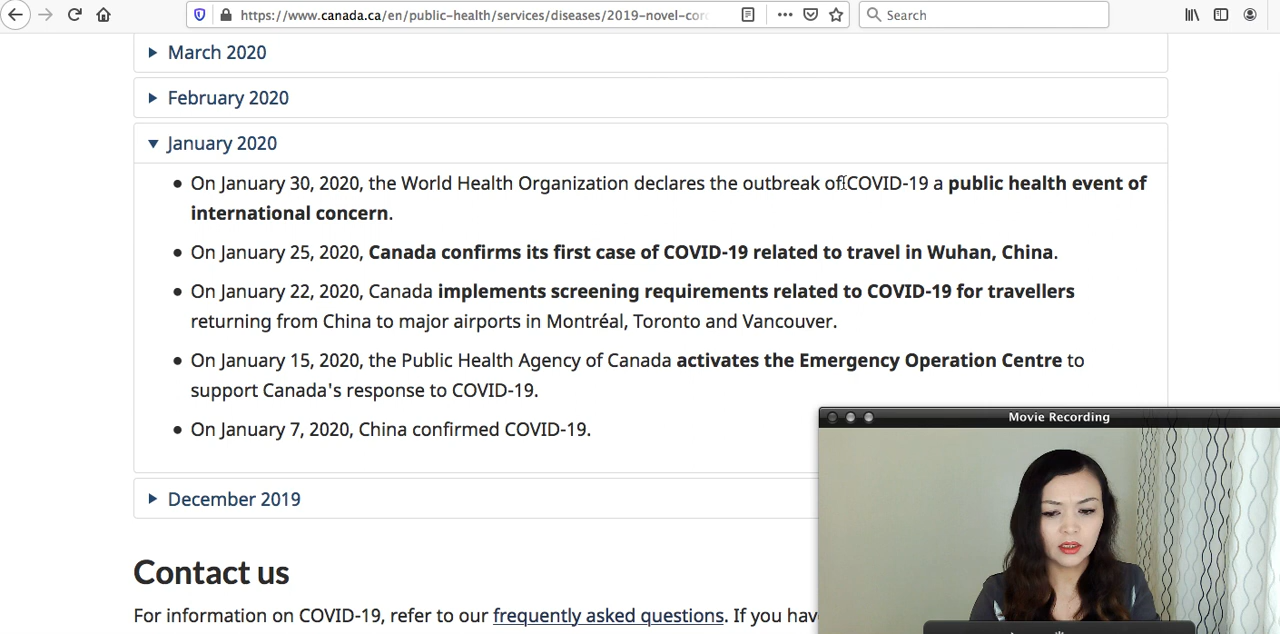 https://www.canada.ca/en/public-health/services/diseases/2019-novel-cor
Search
March 2020
February 2020
January 2020
On January 30, 2020, the World Health Organization declares the outbreak of COVID-19 a public health event of
international concern.
On January 25, 2020, Canada confirms its first case of COVID-19 related to travel in Wuhan, China.
On January 22, 2020, Canada implements screening requirements related to COVID-19 for travellers
returning from China to major airports in Montréal, Toronto and Vancouver.
On January 15, 2020, the Public Health Agency of Canada activates the Emergency Operation Centre to
support Canada's response to COVID-19.
On January 7, 2020, China confirmed COVID-19.
Movie Recording
December 2019
Contact us
For information on COVID-19, refer to our frequently asked questions. If you hav